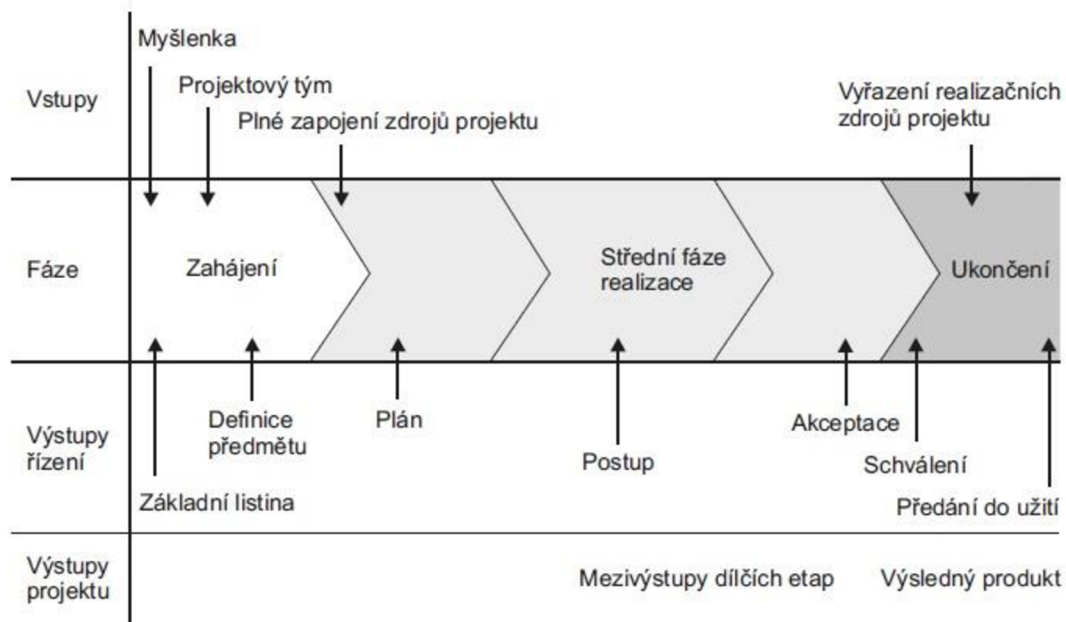 Vstupy
Myšlenka
Projektový tým
Plné zapojení zdrojů projektu
Vyřazení realizačních
zdrojů projektu
Fáze
Zahájení
Střední fáze
realizace
Ukončení
Výstupy
řízení
Základní listina
Definice
předmětu
Plán
Postup
Akceptace
Schválení
Předání do užití
Výstupy
projektu
Mezivýstupy dílčích etap
Výsledný produkt